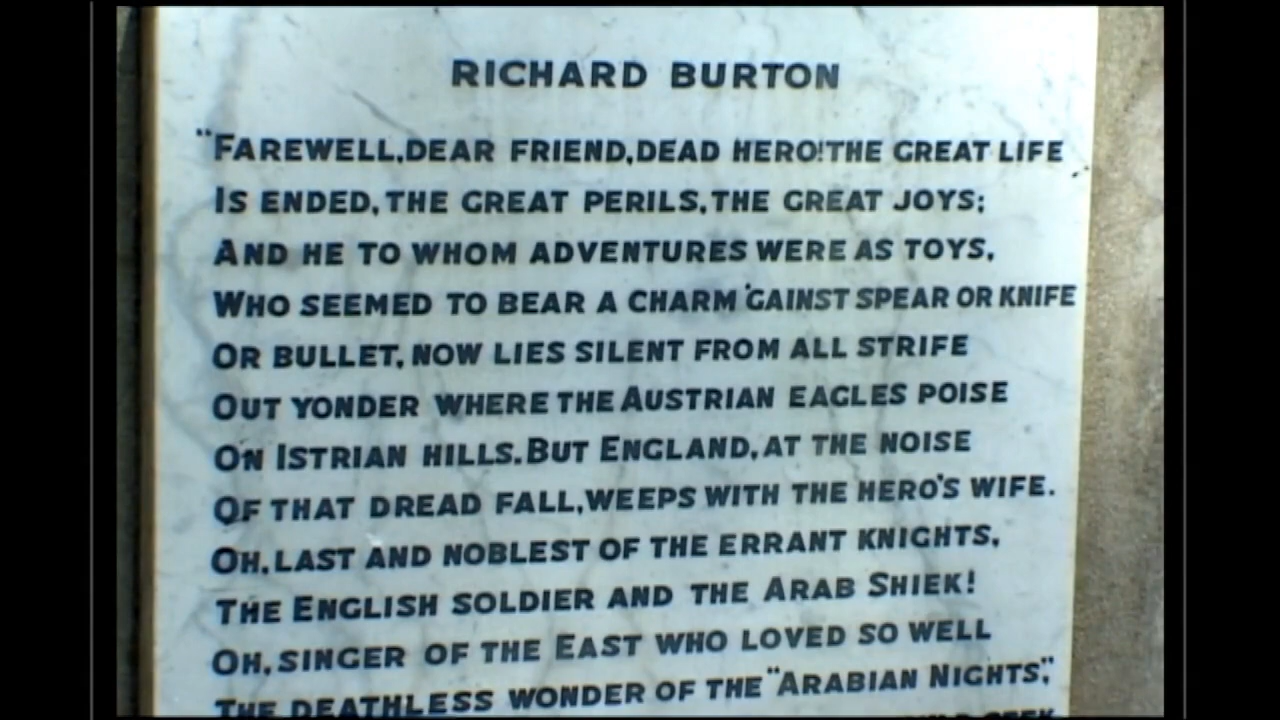 RICHARD BURTON
"FAREWELL, DEAR FRIEND, DEAD HERO! THE GREAT LIFE
IS ENDED, THE GREAT PERILS, THE GREAT JOYS;
AND HE TO WHOM ADVENTURES WERE AS TOYS,
WHO SEEMED TO BEAR A CHARM 'GAINST SPEAR OR KNIFE
OR BULLET, NOW LIES SILENT FROM ALL STRIFE
OUT YONDER WHERE THE AUSTRIAN EAGLES POISE
ON ISTRIAN HILLS. BUT ENGLAND, AT THE NOISE
OF THAT DREAD FALL, WEEPS WITH THE HERO'S WIFE.
OH, LAST AND NOBLEST OF THE ERRANT KNIGHTS,
THE ENGLISH SOLDIER AND THE ARAB SHIEK!
OH, SINGER OF THE EAST WHO LOVED SO WELL
THE DEATHLESS WONDER OF THE "ARABIAN NIGHTS,"